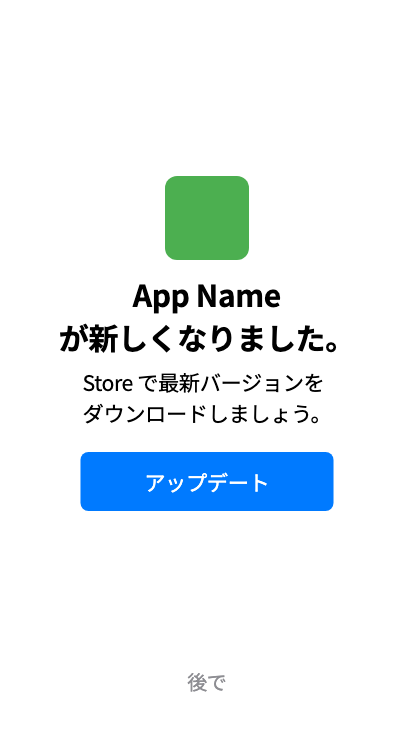 App Name
が新しくなりました。
Store で最新バージョンを
ダウンロードしましょう。
アップデート
後で